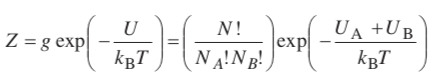 Z = g exp(−U/k_BT) = (N!/N_A!N_B!)exp(−(U_A +U_B)/k_BT)